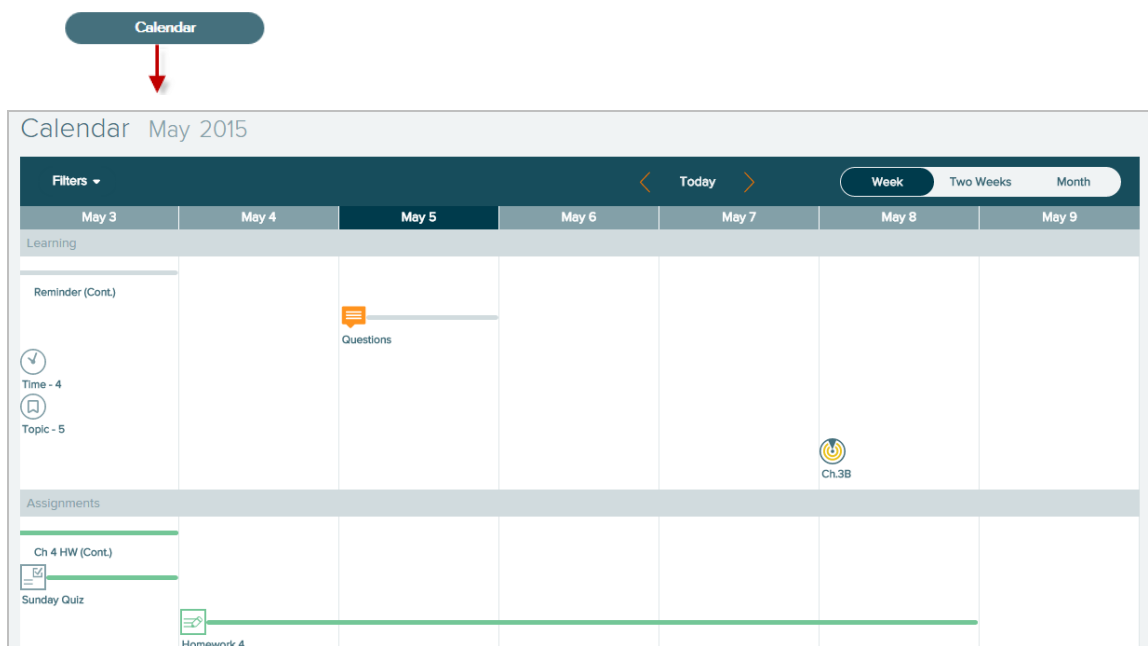 Calendar
Calendar May 2015
Filters Today Week Two Weeks Month
May 3 May 4 May 5 May 6 May 7 May 8 May 9
Learning
Reminder (Cont.)
Questions
Time - 4
Topic - 5
Ch.3B
Assignments
Ch 4 HW (Cont.)
Sunday Quiz
Homework 4